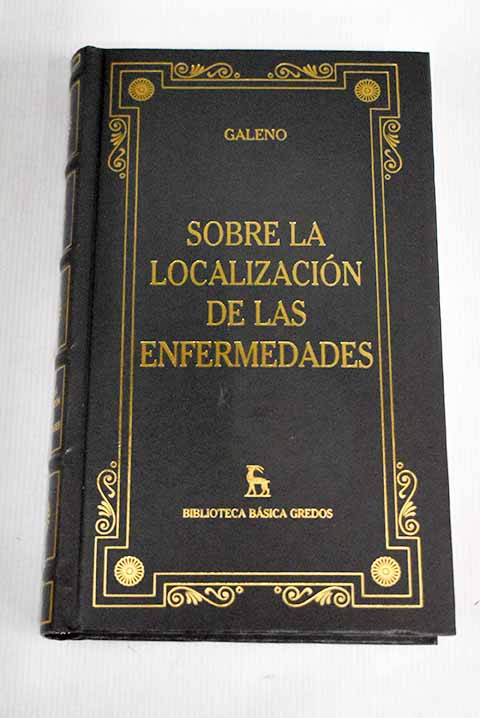 GALENO
SOBRE LA
LOCALIZACIÓN
DE LAS
ENFERMEDADES
BIBLIOTECA BÁSICA GREDOS